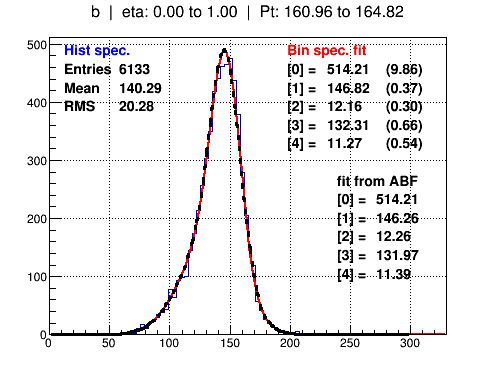 b | eta: 0.00 to 1.00 | Pt: 160.96 to 164.82
Hist spec.
Entries 6133
Mean 140.29
RMS 20.28
Bin spec. fit
[0] = 514.21 (9.86)
[1] = 146.82 (0.37)
[2] = 12.16 (0.30)
[3] = 132.31 (0.66)
[4] = 11.27 (0.54)
fit from ABF
[0] = 514.21
[1] = 146.26
[2] = 12.26
[3] = 131.97
[4] = 11.39
500
400
300
200
100
0
0 50 100 150 200 250 300